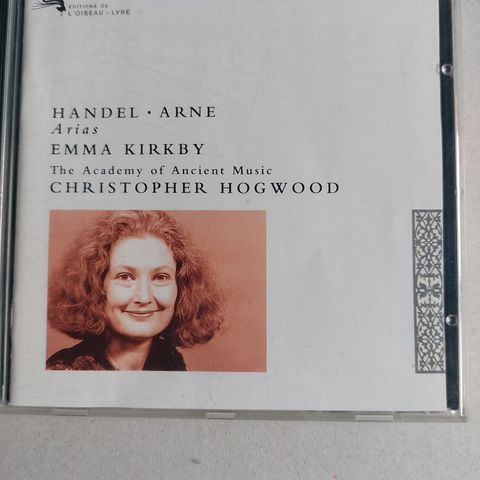 EDITIONS DE
L'OISEAU-LYRE
HANDEL · ARNE
Arias
EMMA KIRKBY
The Academy of Ancient Music
CHRISTOPHER HOGWOOD